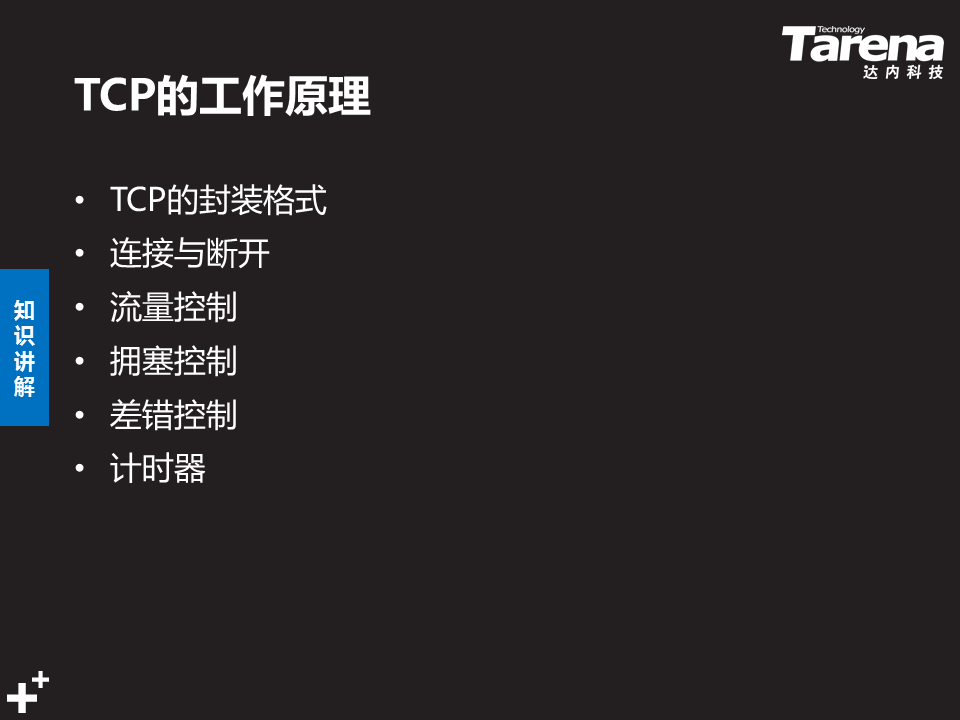 Technology
Tarena
达内科技
TCP的工作原理
• TCP的封装格式
• 连接与断开
• 流量控制
• 拥塞控制
• 差错控制
• 计时器
知识讲解